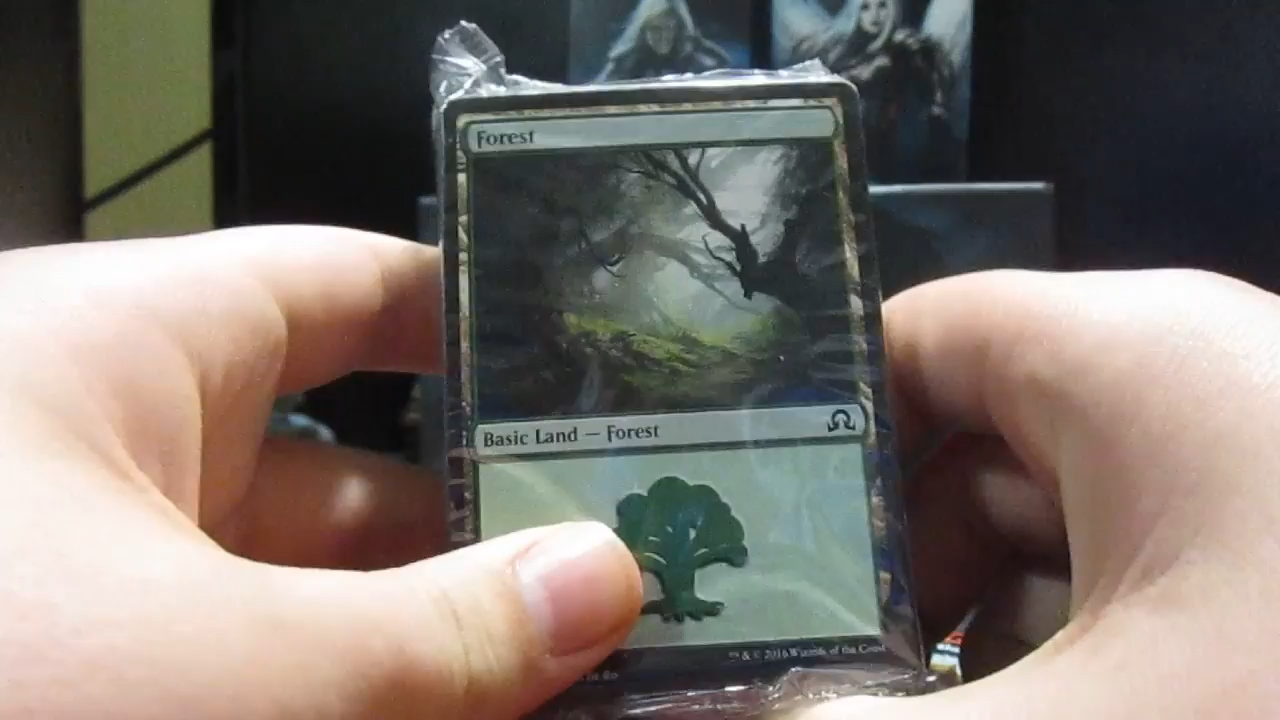 Forest
Basic Land — Forest
™ & © 2016 Wizards of the Coast